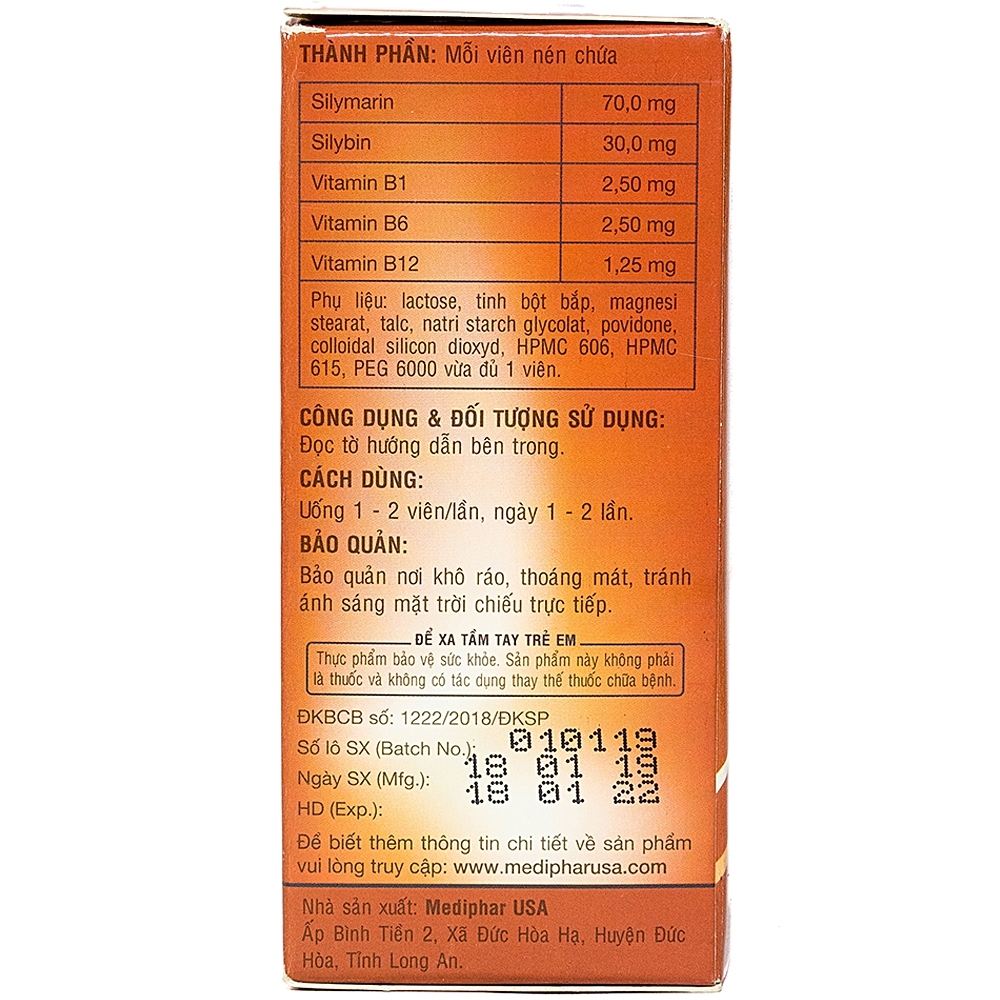 THÀNH PHẦN: Mỗi viên nén chứa
Silymarin 70,0 mg
Silybin 30,0 mg
Vitamin B1 2,50 mg
Vitamin B6 2,50 mg
Vitamin B12 1,25 mg
Phụ liệu: lactose, tinh bột bắp, magnesi
stearat, talc, natri starch glycolat, povidone,
colloidal silicon dioxyd, HPMC 606, HPMC
615, PEG 6000 vừa đủ 1 viên.
CÔNG DỤNG & ĐỐI TƯỢNG SỬ DỤNG:
Đọc tờ hướng dẫn bên trong.
CÁCH DÙNG:
Uống 1 - 2 viên/lần, ngày 1 - 2 lần.
BẢO QUẢN:
Bảo quản nơi khô ráo, thoáng mát, tránh
ánh sáng mặt trời chiếu trực tiếp.
ĐỂ XA TẦM TAY TRẺ EM
Thực phẩm bảo vệ sức khỏe. Sản phẩm này không phải
là thuốc và không có tác dụng thay thế thuốc chữa bệnh.
ĐKBCB số: 1222/2018/ĐKSP
Số lô SX (Batch No.): 010119
Ngày SX (Mfg.): 18 01 19
HD (Exp.): 18 01 22
Để biết thêm thông tin chi tiết về sản phẩm
vui lòng truy cập: www.medipharusa.com
Nhà sản xuất: Mediphar USA
Ấp Bình Tiền 2, Xã Đức Hòa Hạ, Huyện Đức
Hòa, Tỉnh Long An.